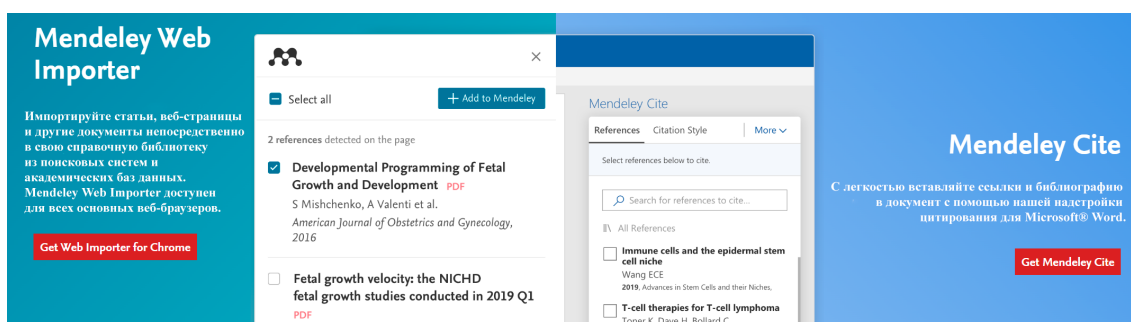 Mendeley Web
Importer
Импортируйте статьи, веб-страницы
и другие документы непосредственно
в свою справочную библиотеку
из поисковых систем и
академических баз данных.
Mendeley Web Importer доступен
для всех основных веб-браузеров.
Get Web Importer for Chrome
Select all
+ Add to Mendeley
2 references detected on the page
Developmental Programming of Fetal
Growth and Development PDF
S Mishchenko, A Valenti et al.
American Journal of Obstetrics and Gynecology,
2016
Fetal growth velocity: the NICHD
fetal growth studies conducted in 2019 Q1
PDF
Mendeley Cite
References Citation Style More
Select references below to cite.
Search for references to cite...
All References
Immune cells and the epidermal stem
cell niche
Wang ECE
2019, Advances in Stem Cells and their Niches,
T-cell therapies for T-cell lymphoma
Toner K, Dave H, Bollard C
Mendeley Cite
С легкостью вставляйте ссылки и библиографию
в документ с помощью нашей надстройки
цитирования для Microsoft® Word.
Get Mendeley Cite